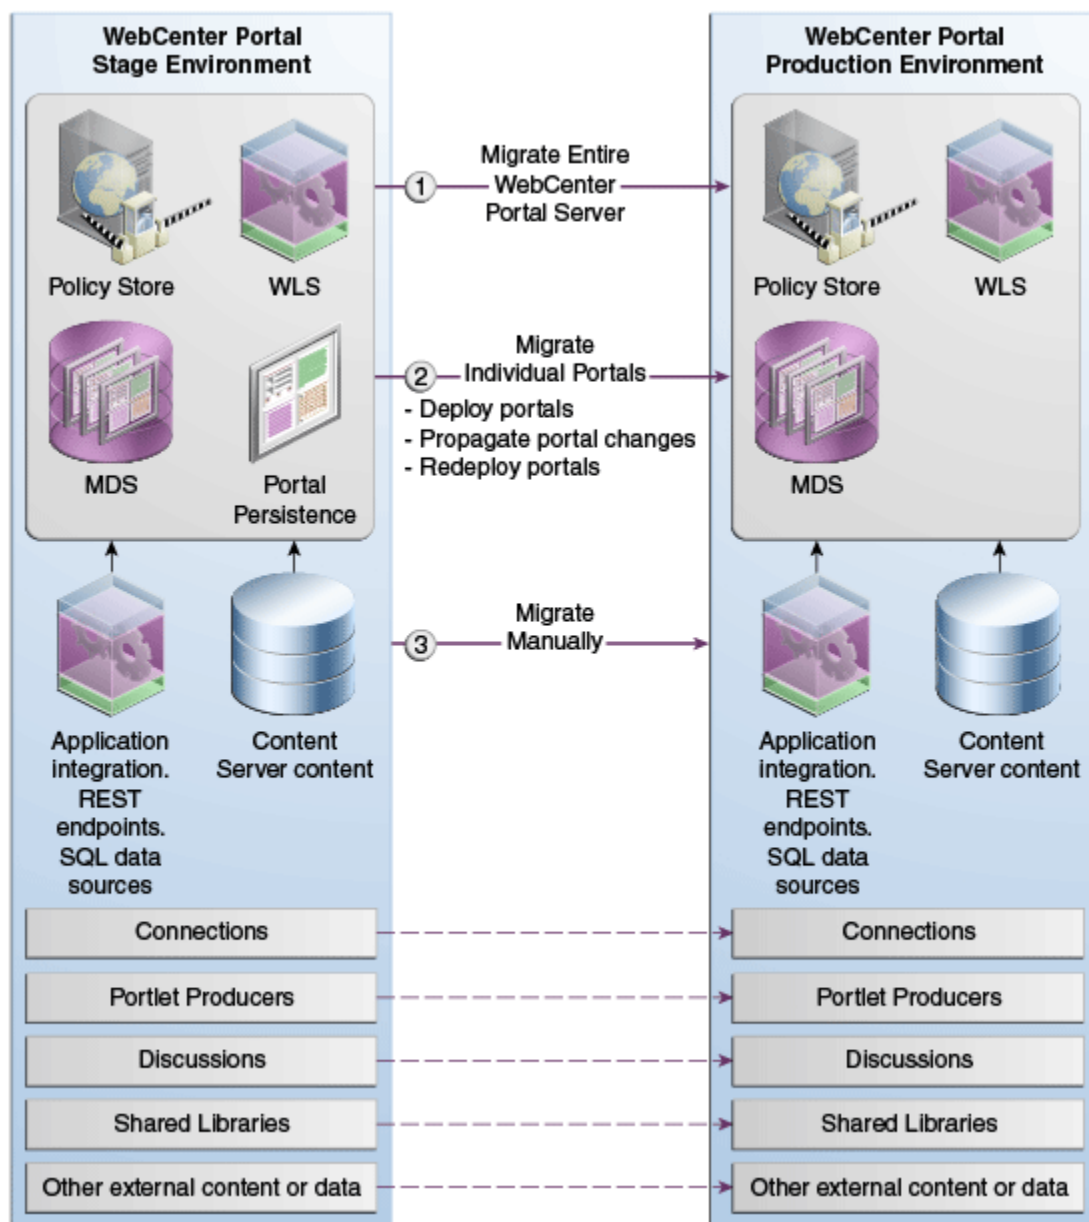 WebCenter Portal
Stage Environment
WebCenter Portal
Production Environment
Policy Store
WLS
MDS
Portal
Persistence
1
Migrate Entire
WebCenter
Portal Server
2
Migrate
Individual Portals
- Deploy portals
- Propagate portal changes
- Redeploy portals
Policy Store
WLS
MDS
3
Migrate
Manually
Application
integration.
REST
endpoints.
SQL data
sources
Content
Server content
Application
integration.
REST
endpoints.
SQL data
sources
Content
Server content
Connections
Connections
Portlet Producers
Portlet Producers
Discussions
Discussions
Shared Libraries
Shared Libraries
Other external content or data
Other external content or data